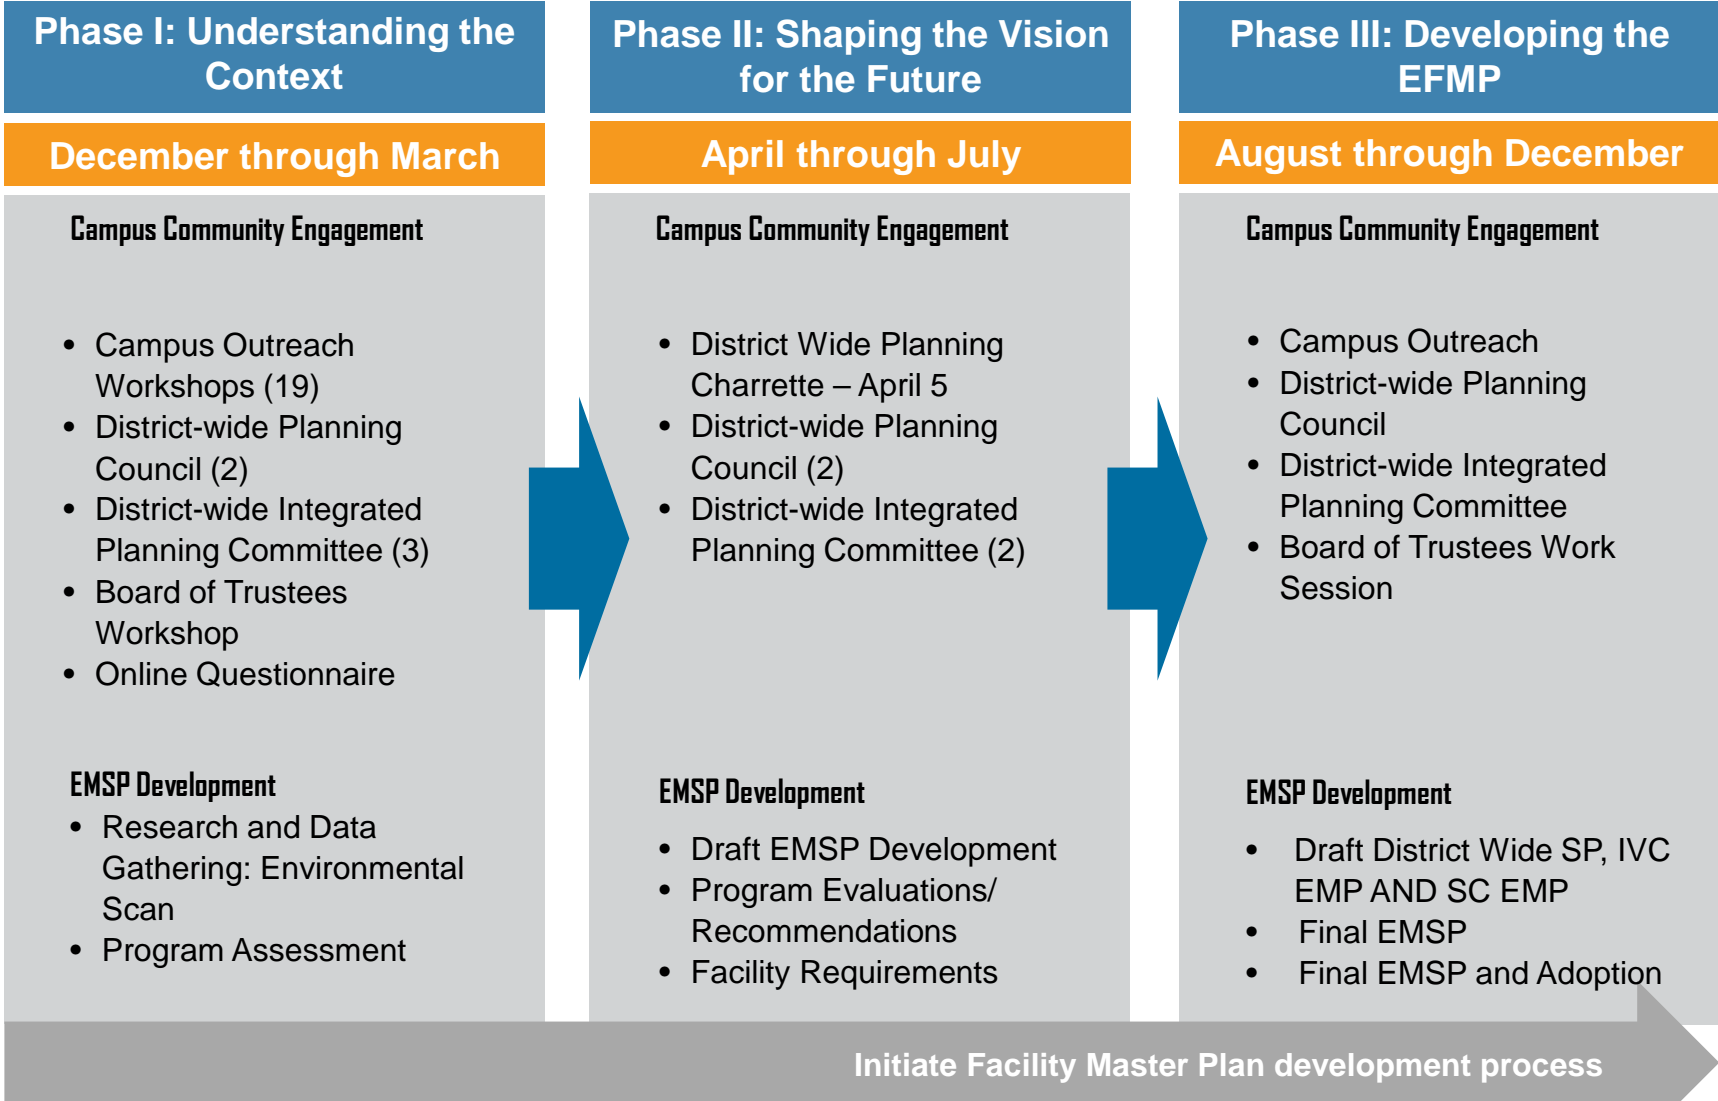 Phase I: Understanding the
Context
December through March
Campus Community Engagement
• Campus Outreach
Workshops (19)
• District-wide Planning
Council (2)
• District-wide Integrated
Planning Committee (3)
• Board of Trustees
Workshop
• Online Questionnaire
EMSP Development
• Research and Data
Gathering: Environmental
Scan
• Program Assessment
Phase II: Shaping the Vision
for the Future
April through July
Campus Community Engagement
• District Wide Planning
Charrette – April 5
• District-wide Planning
Council (2)
• District-wide Integrated
Planning Committee (2)
EMSP Development
• Draft EMSP Development
• Program Evaluations/
Recommendations
• Facility Requirements
Phase III: Developing the
EFMP
August through December
Campus Community Engagement
• Campus Outreach
• District-wide Planning
Council
• District-wide Integrated
Planning Committee
• Board of Trustees Work
Session
EMSP Development
• Draft District Wide SP, IVC
EMP AND SC EMP
• Final EMSP
• Final EMSP and Adoption
Initiate Facility Master Plan development process